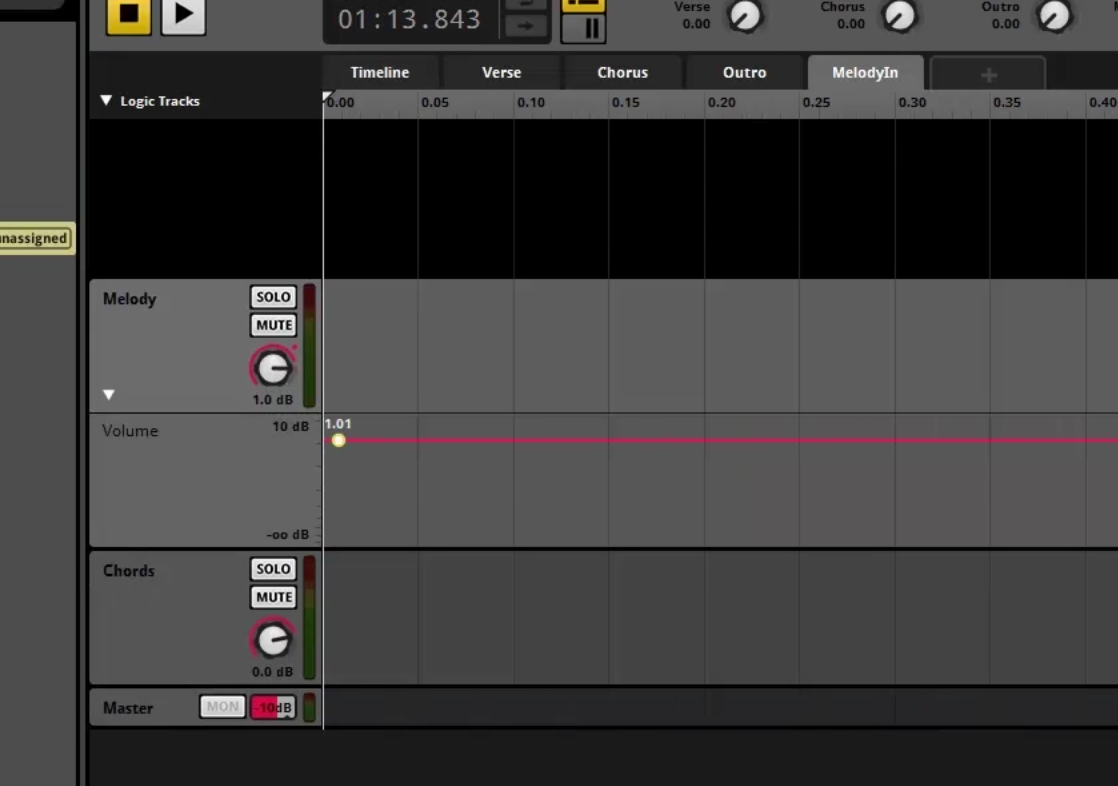 01:13.843
Verse
0.00
Chorus
0.00
Outro
0.00
Timeline Verse Chorus Outro MelodyIn +
Logic Tracks
0.00 0.05 0.10 0.15 0.20 0.25 0.30 0.35 0.40
nassigned
Melody
SOLO
MUTE
1.0 dB
Volume
10 dB
1.01
-oo dB
Chords
SOLO
MUTE
0.0 dB
Master MON -10dB